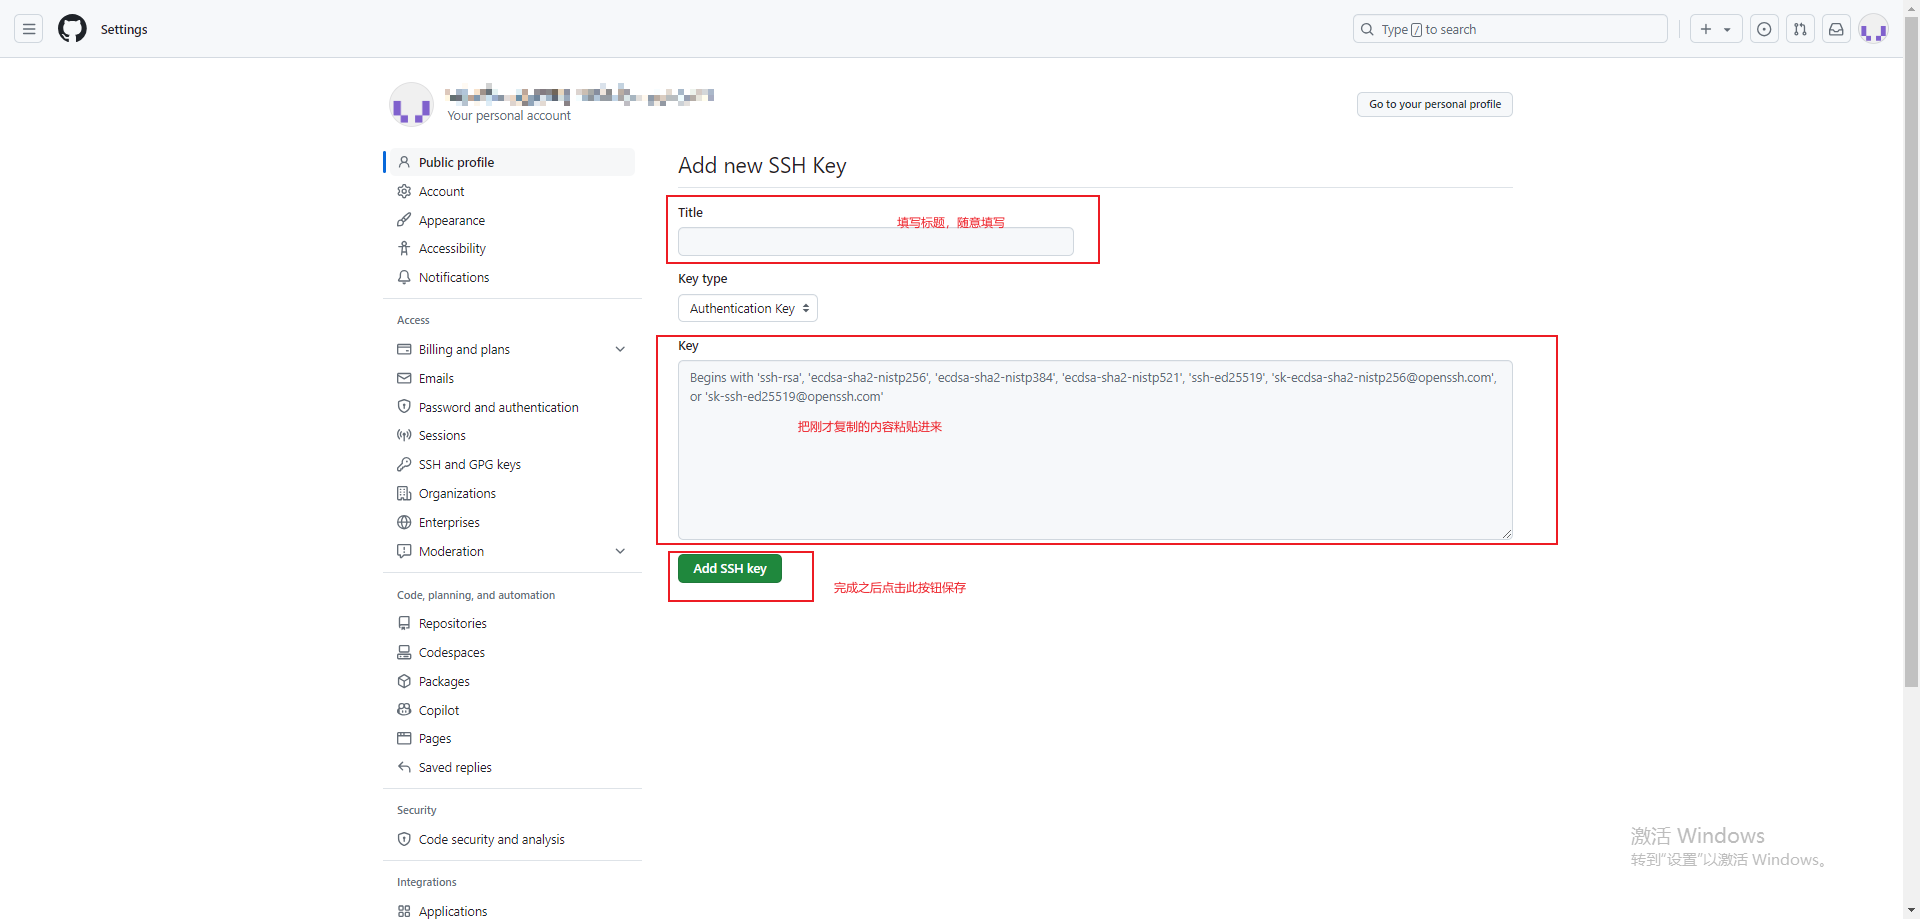 Settings
Type / to search
Your personal account
Go to your personal profile
Public profile
Account
Appearance
Accessibility
Notifications
Access
Billing and plans
Emails
Password and authentication
Sessions
SSH and GPG keys
Organizations
Enterprises
Moderation
Code, planning, and automation
Repositories
Codespaces
Packages
Copilot
Pages
Saved replies
Security
Code security and analysis
Integrations
Applications
Add new SSH Key
Title
填写标题，随意填写
Key type
Authentication Key
Key
Begins with 'ssh-rsa', 'ecdsa-sha2-nistp256', 'ecdsa-sha2-nistp384', 'ecdsa-sha2-nistp521', 'ssh-ed25519', 'sk-ecdsa-sha2-nistp256@openssh.com',
or 'sk-ssh-ed25519@openssh.com'
把刚才复制的内容粘贴进来
Add SSH key
完成之后点击此按钮保存
激活 Windows
转到“设置”以激活 Windows。